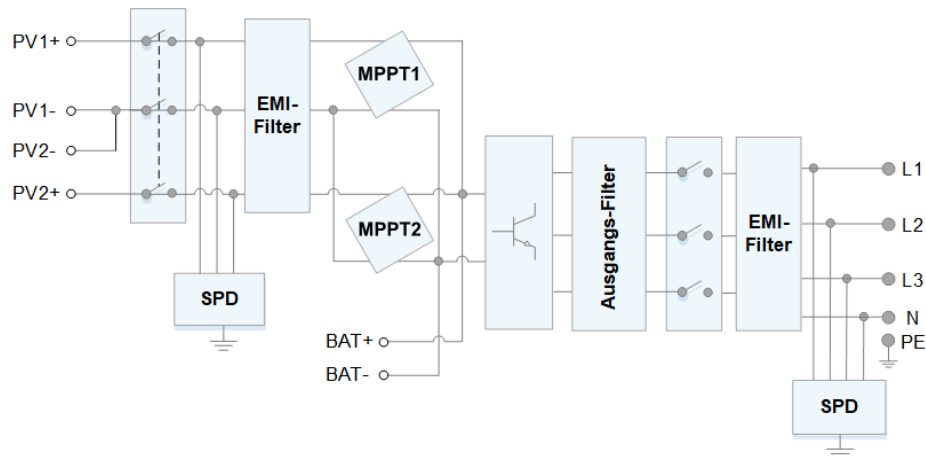 PV1+
PV1-
PV2-
PV2+
EMI-
Filter
MPPT1
MPPT2
SPD
BAT+
BAT-
Ausgangs-Filter
EMI-
Filter
L1
L2
L3
N
PE
SPD